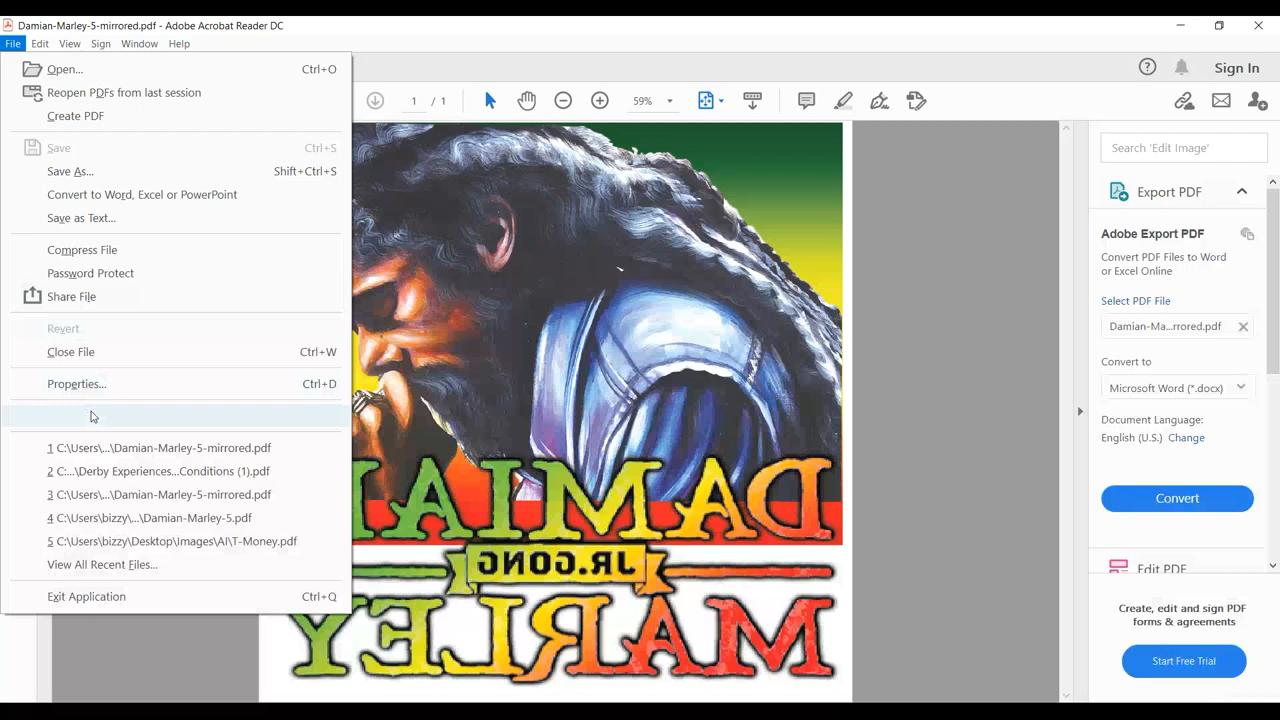 Damian-Marley-5-mirrored.pdf - Adobe Acrobat Reader DC
File Edit View Sign Window Help
Open... Ctrl+O
Reopen PDFs from last session
Create PDF
Save Ctrl+S
Save As... Shift+Ctrl+S
Convert to Word, Excel or PowerPoint
Save as Text...
Compress File
Password Protect
Share File
Revert
Close File Ctrl+W
Properties... Ctrl+D
1 C:\Users\...\Damian-Marley-5-mirrored.pdf
2 C:...\Derby Experiences...Conditions (1).pdf
3 C:\Users\...\Damian-Marley-5-mirrored.pdf
4 C:\Users\bizzy\...\Damian-Marley-5.pdf
5 C:\Users\bizzy\Desktop\Images\AI\T-Money.pdf
View All Recent Files...
Exit Application Ctrl+Q
Sign In
1 / 1 59%
DAMIAN
JR.GONG
MARLEY
Search 'Edit Image'
Export PDF
Adobe Export PDF
Convert PDF Files to Word
or Excel Online
Select PDF File
Damian-Ma...rrored.pdf
Convert to
Microsoft Word (*.docx)
Document Language:
English (U.S.) Change
Convert
Edit PDF
Create, edit and sign PDF
forms & agreements
Start Free Trial